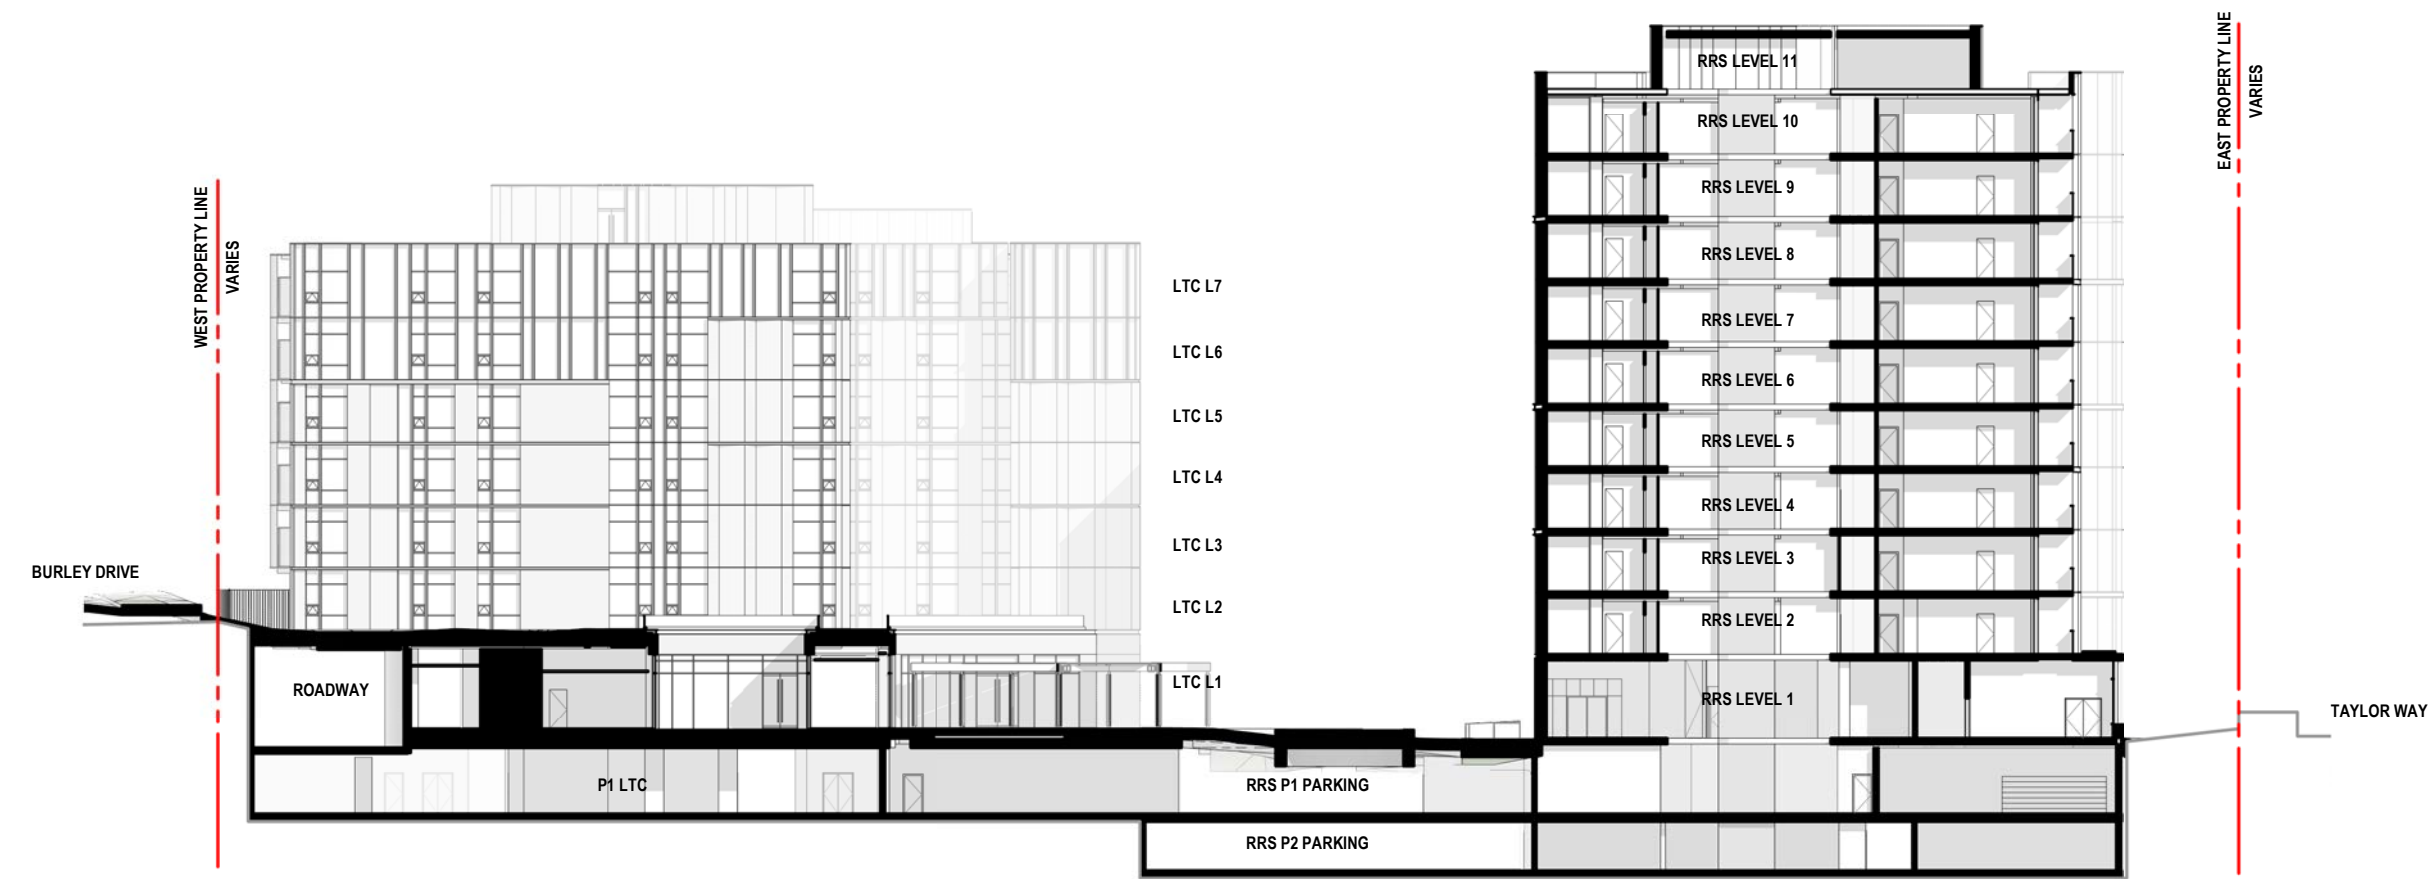 WEST PROPERTY LINE
VARIES
EAST PROPERTY LINE
VARIES
BURLEY DRIVE
TAYLOR WAY
LTC L7
LTC L6
LTC L5
LTC L4
LTC L3
LTC L2
LTC L1
RRS LEVEL 11
RRS LEVEL 10
RRS LEVEL 9
RRS LEVEL 8
RRS LEVEL 7
RRS LEVEL 6
RRS LEVEL 5
RRS LEVEL 4
RRS LEVEL 3
RRS LEVEL 2
RRS LEVEL 1
ROADWAY
P1 LTC
RRS P1 PARKING
RRS P2 PARKING